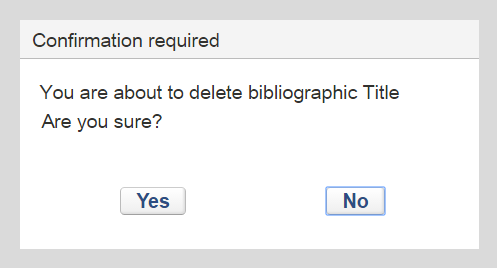 Confirmation required
You are about to delete bibliographic Title
Are you sure?
Yes No